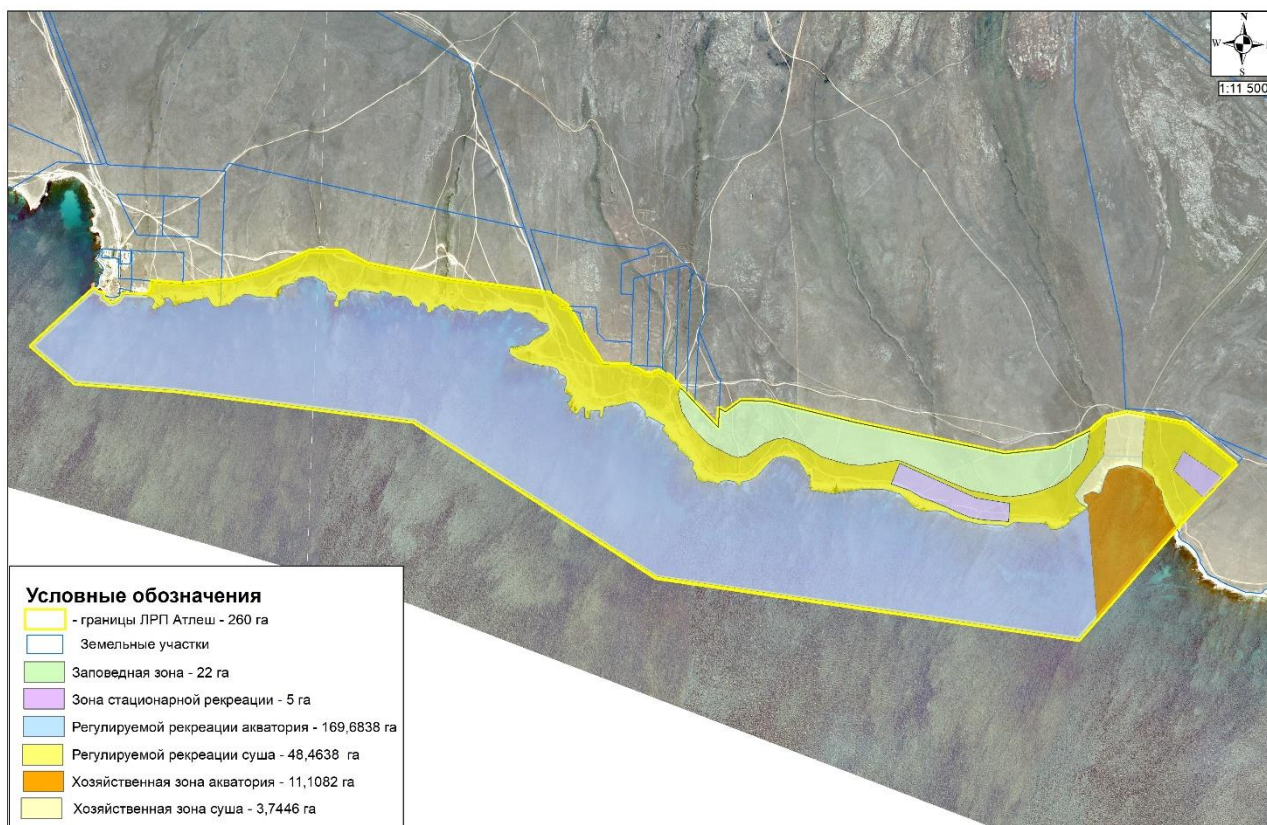 N
W
S
1:11 500
Условные обозначения
- границы ЛРП Атлеш - 260 га
Земельные участки
Заповедная зона - 22 га
Зона стационарной рекреации - 5 га
Регулируемой рекреации акватория - 169,6838 га
Регулируемой рекреации суша - 48,4638 га
Хозяйственная зона акватория - 11,1082 га
Хозяйственная зона суша - 3,7446 га